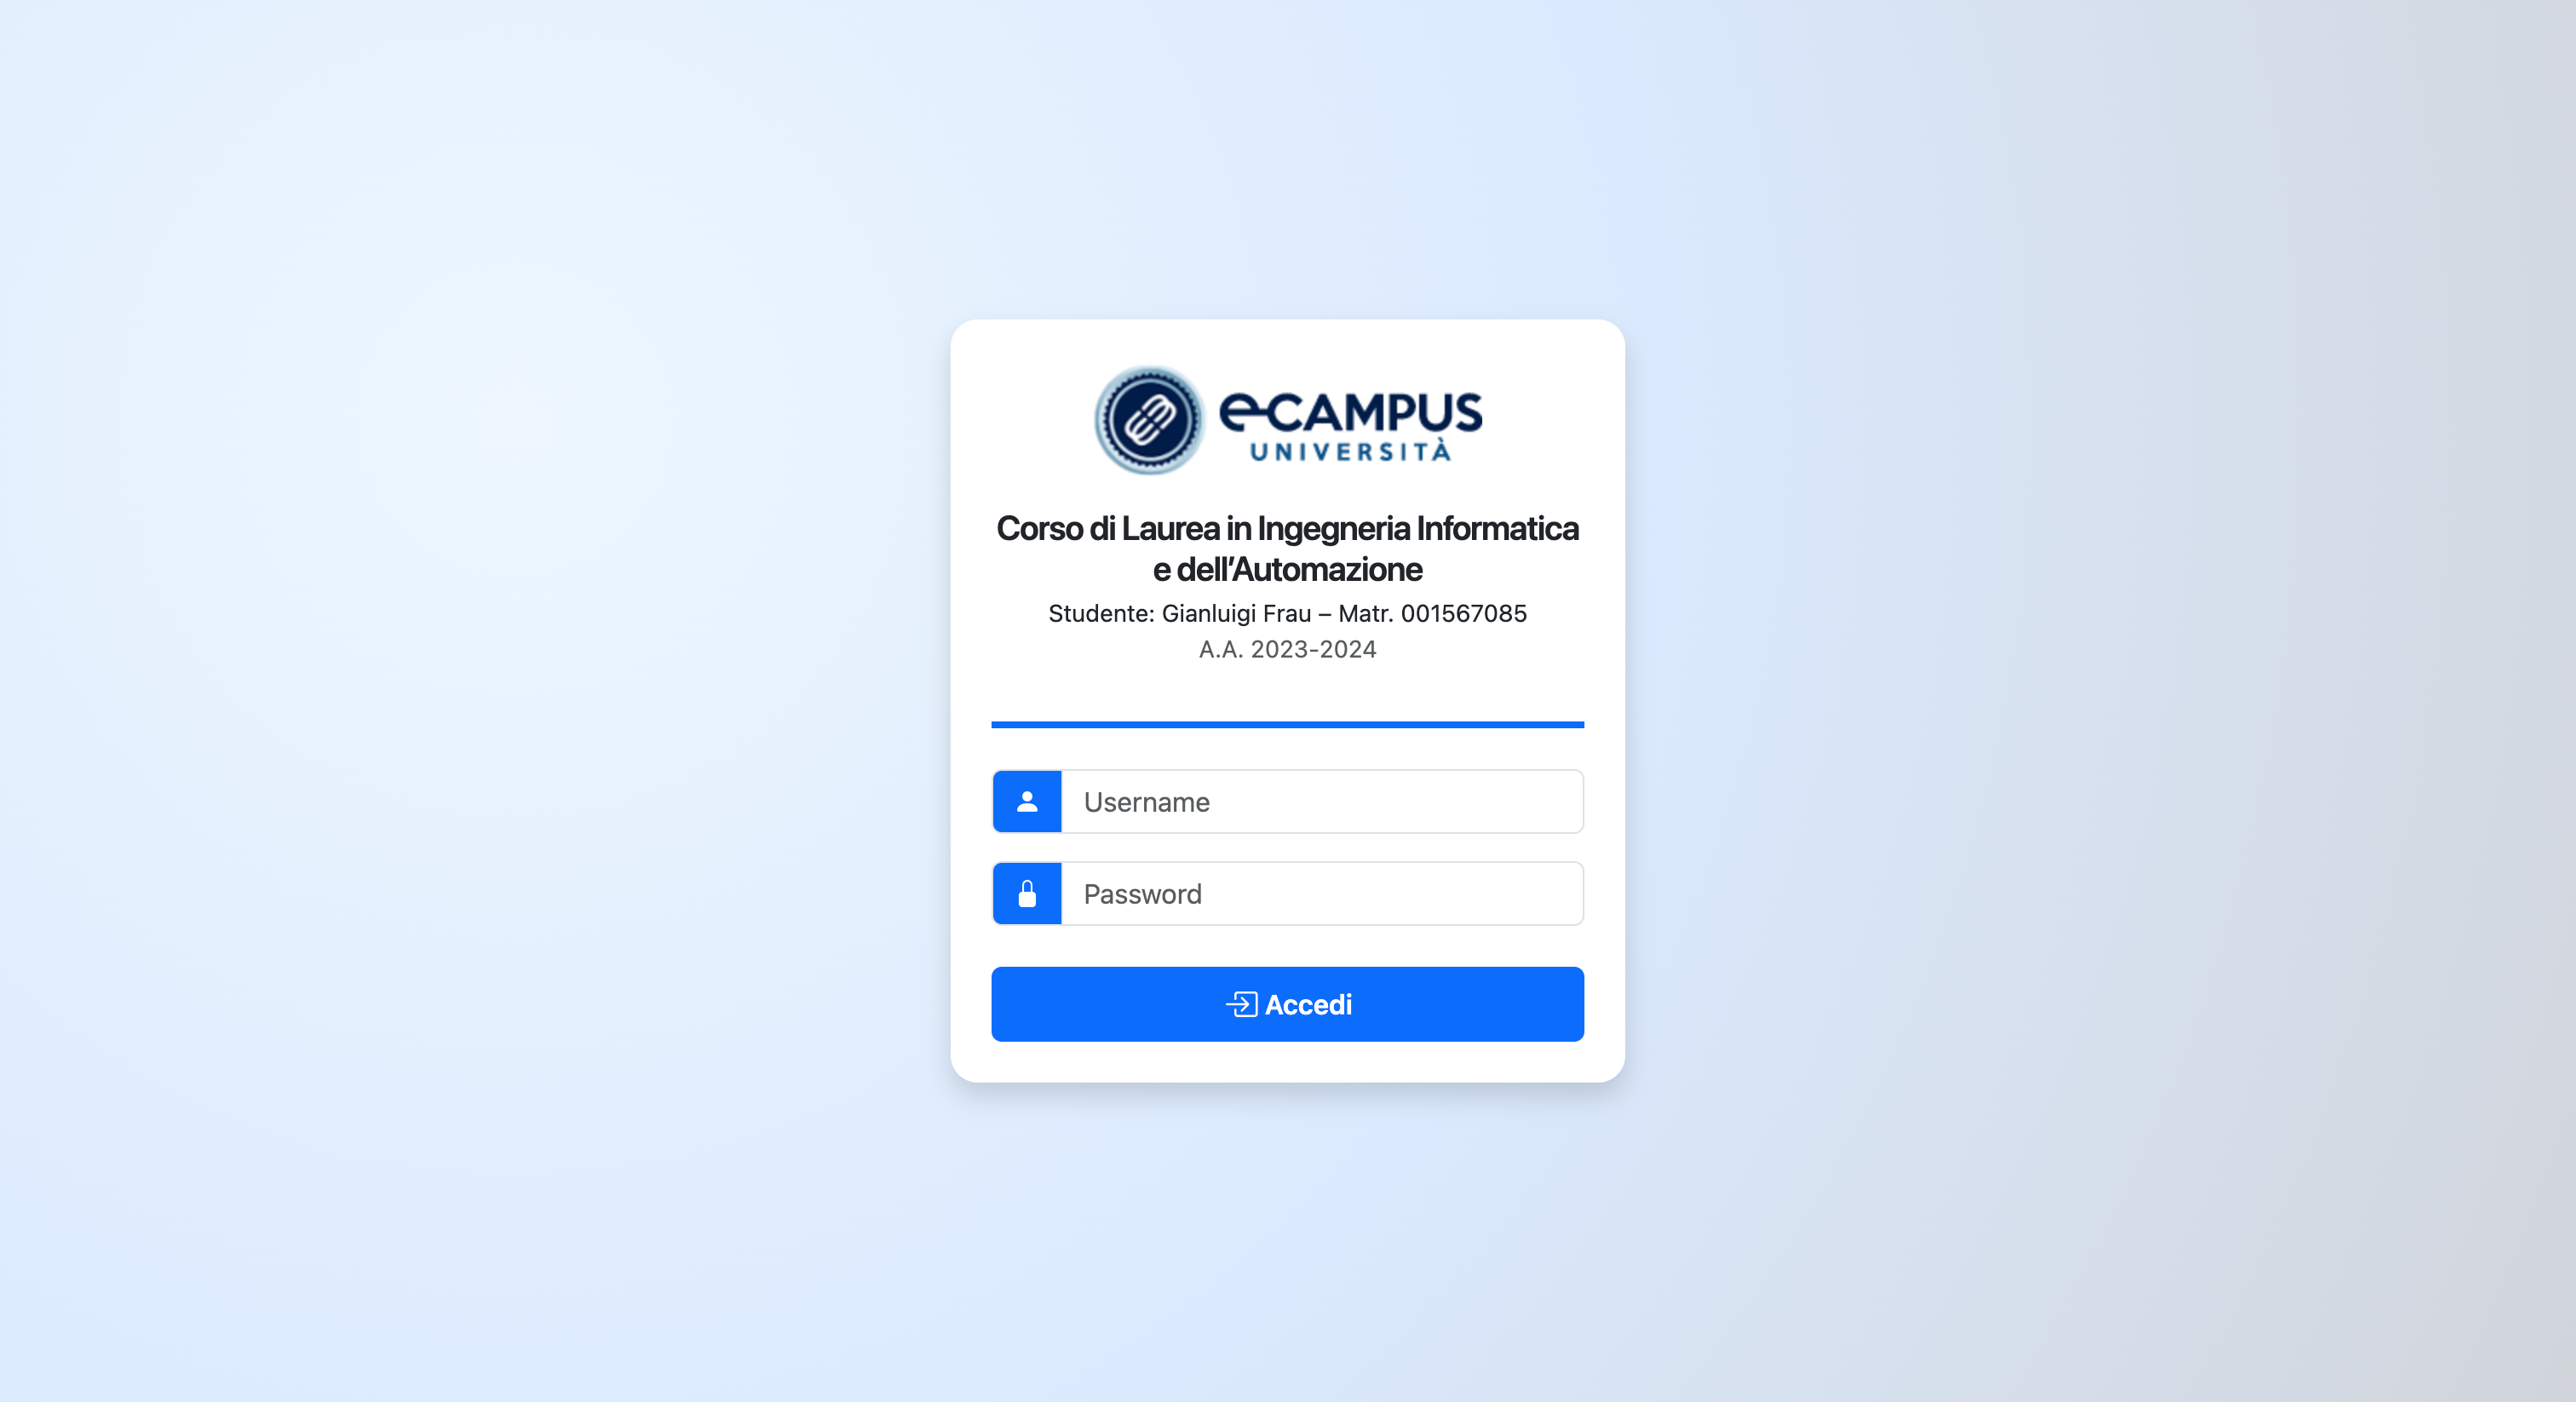 e-CAMPUS
UNIVERSITÀ
Corso di Laurea in Ingegneria Informatica
e dell’Automazione
Studente: Gianluigi Frau – Matr. 001567085
A.A. 2023-2024
Username
Password
Accedi